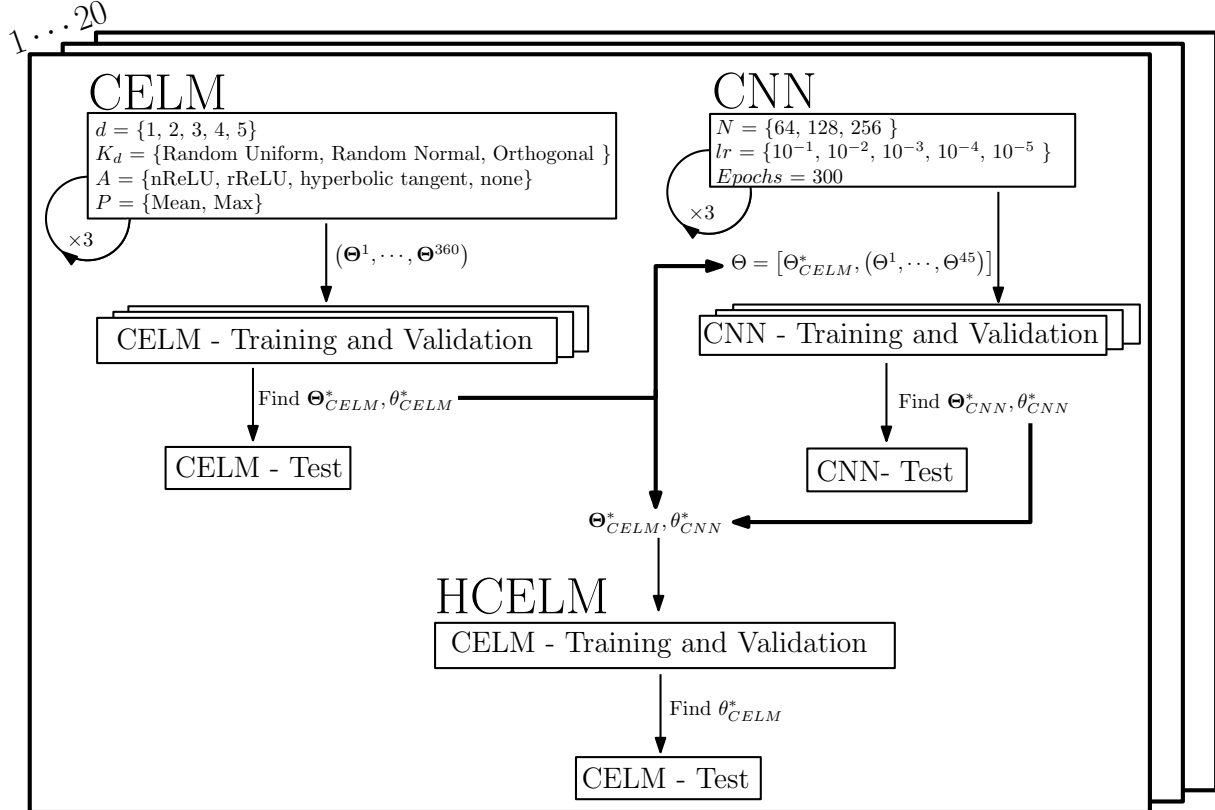 1 ⋯ 20
CELM
d = {1, 2, 3, 4, 5}
K_d = {Random Uniform, Random Normal, Orthogonal }
A = {nReLU, rReLU, hyperbolic tangent, none}
P = {Mean, Max}
×3
(Θ^1, ⋯, Θ^360)
CELM - Training and Validation
Find Θ*_CELM, θ*_CELM
CELM - Test
CNN
N = {64, 128, 256 }
lr = {10^−1, 10^−2, 10^−3, 10^−4, 10^−5 }
Epochs = 300
×3
Θ = [Θ*_CELM, (Θ^1, ⋯, Θ^45)]
CNN - Training and Validation
Find Θ*_CNN, θ*_CNN
CNN- Test
Θ*_CELM, θ*_CNN
HCELM
CELM - Training and Validation
Find θ*_CELM
CELM - Test